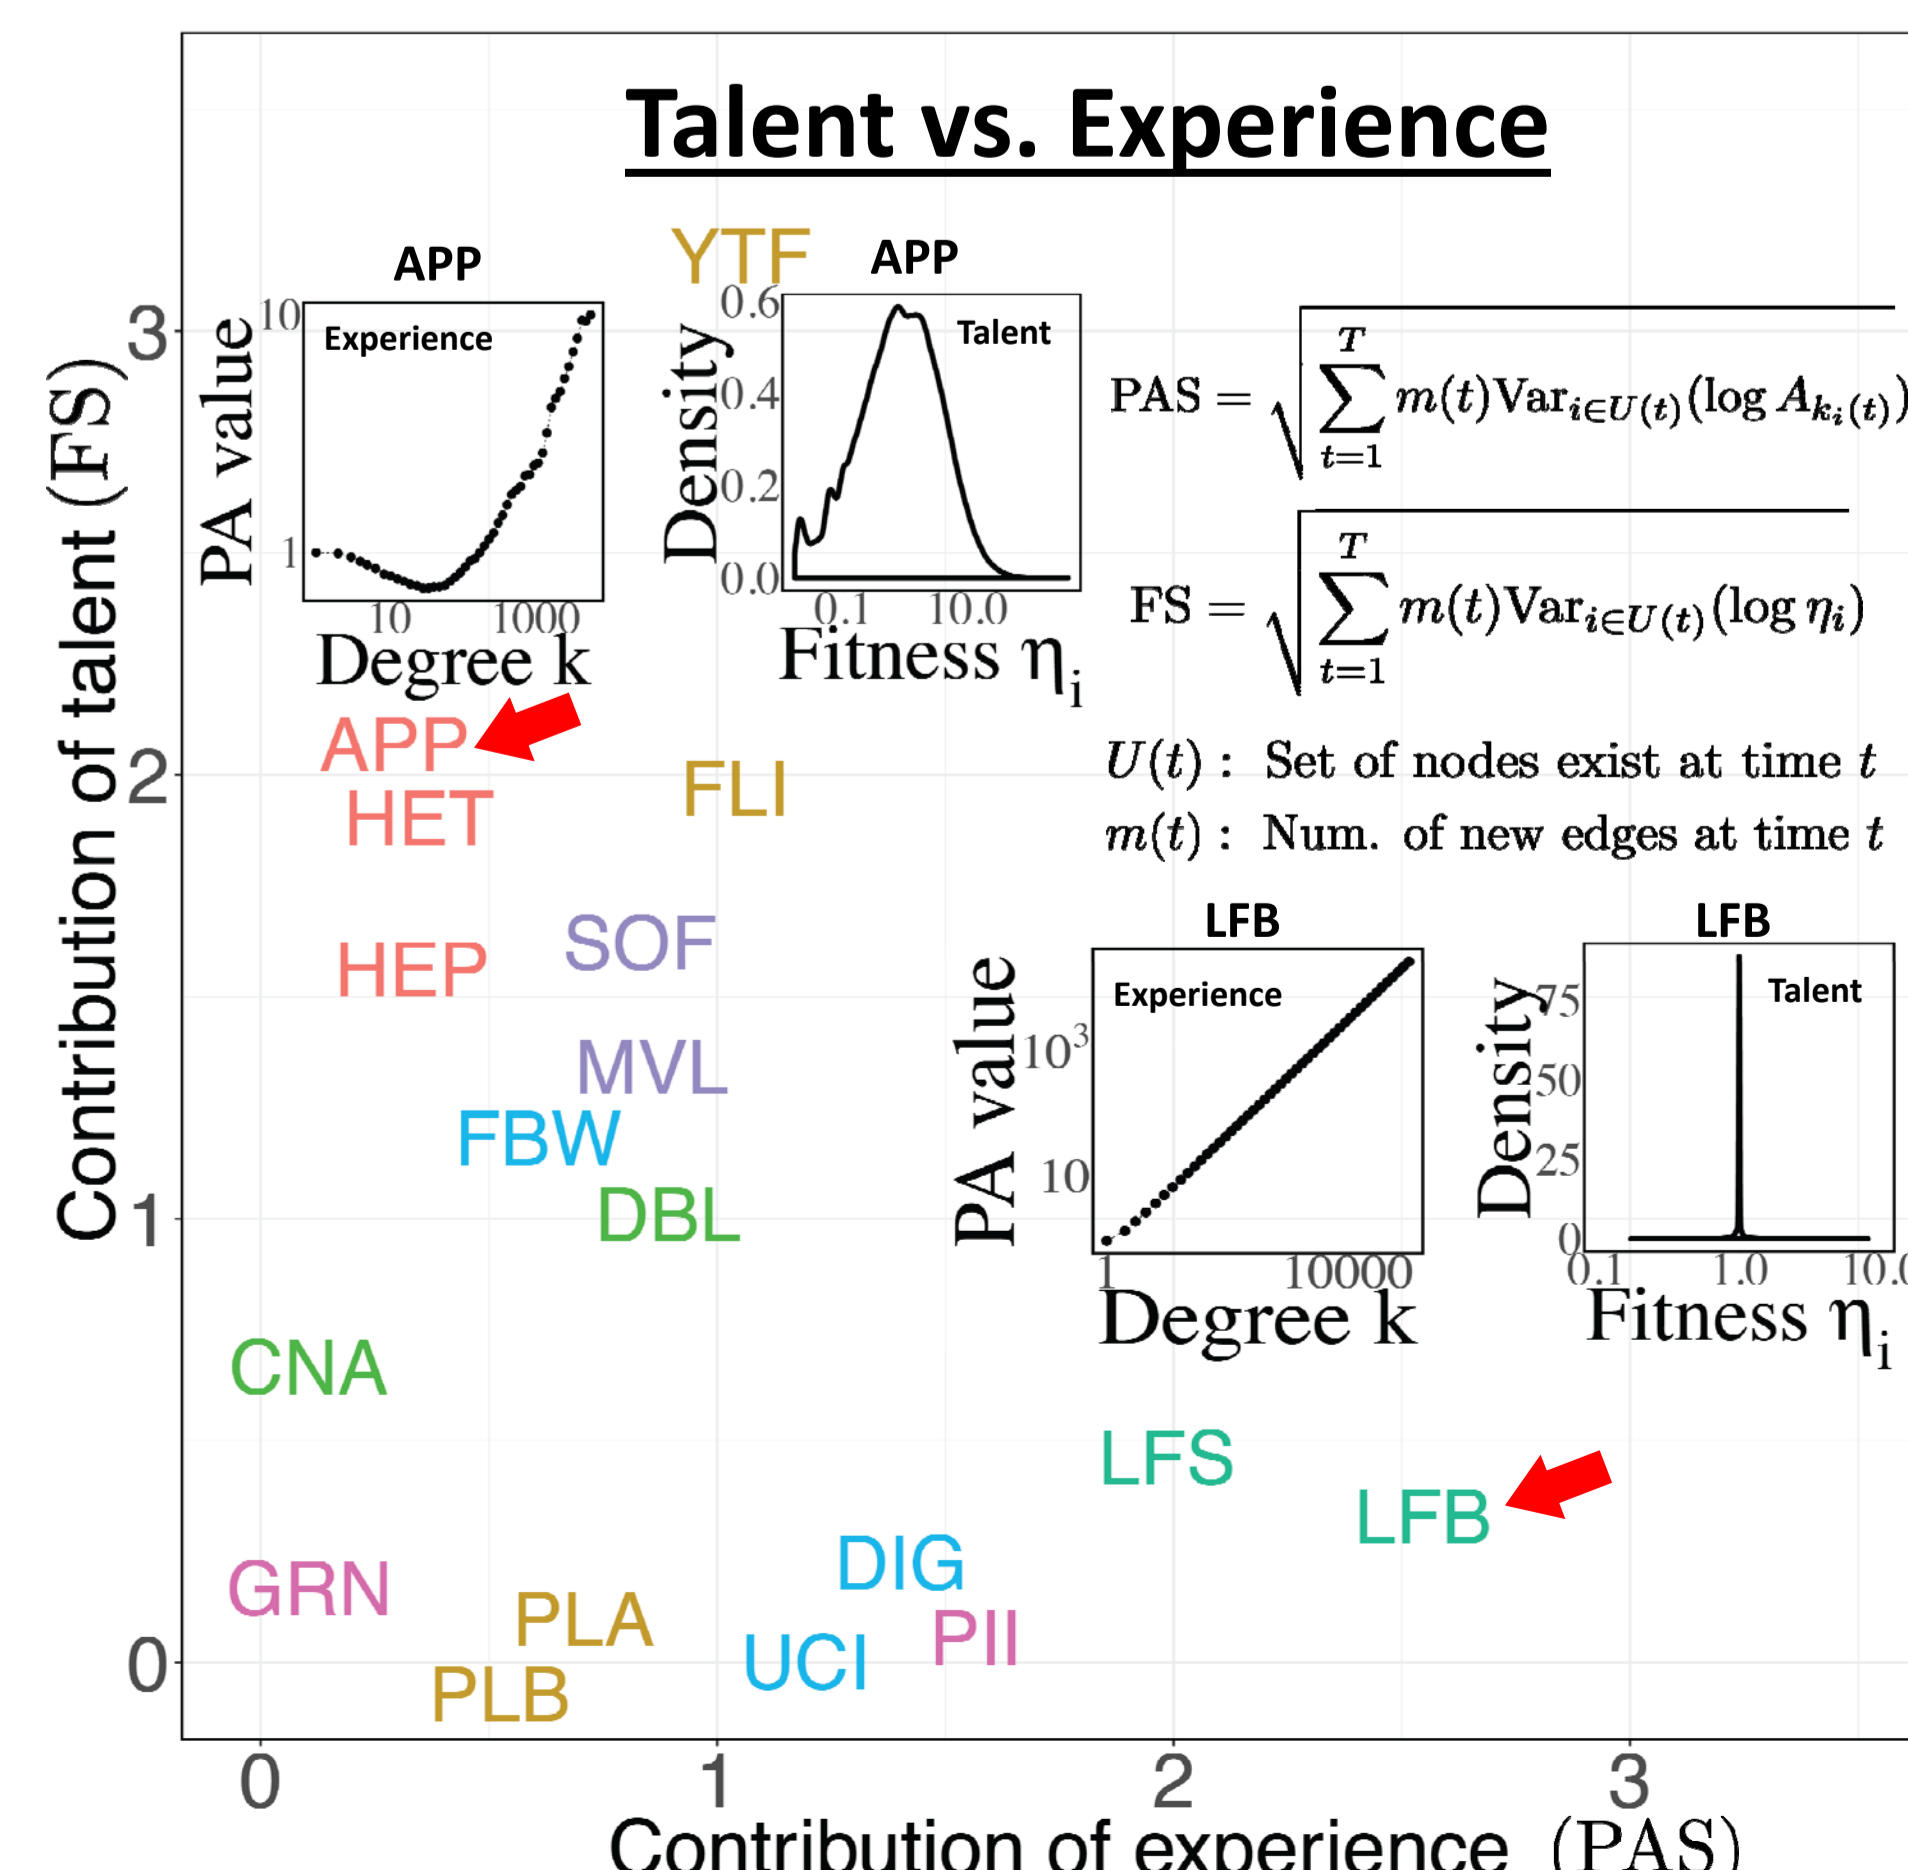 Talent vs. Experience
YTF
APP
APP
Contribution of talent (FS)
3
2
1
0
PA value
10
1
Experience
10 1000
Degree k
Density
0.6
0.4
0.2
0.0
Talent
0.1 10.0
Fitness η_i
PAS = √∑_{t=1}^{T} m(t)Var_{i∈U(t)}(log A_{k_i(t)})
FS = √∑_{t=1}^{T} m(t)Var_{i∈U(t)}(log η_i)
U(t) : Set of nodes exist at time t
m(t) : Num. of new edges at time t
APP
HET
FLI
SOF
HEP
MVL
FBW
DBL
LFB
LFB
PA value
10³
10
Experience
1 10000
Degree k
Density
75
50
25
0
Talent
0.1 1.0 10.0
Fitness η_i
CNA
LFS
LFB
GRN
DIG
PLA
PII
UCI
PLB
0 1 2 3
Contribution of experience (PAS)